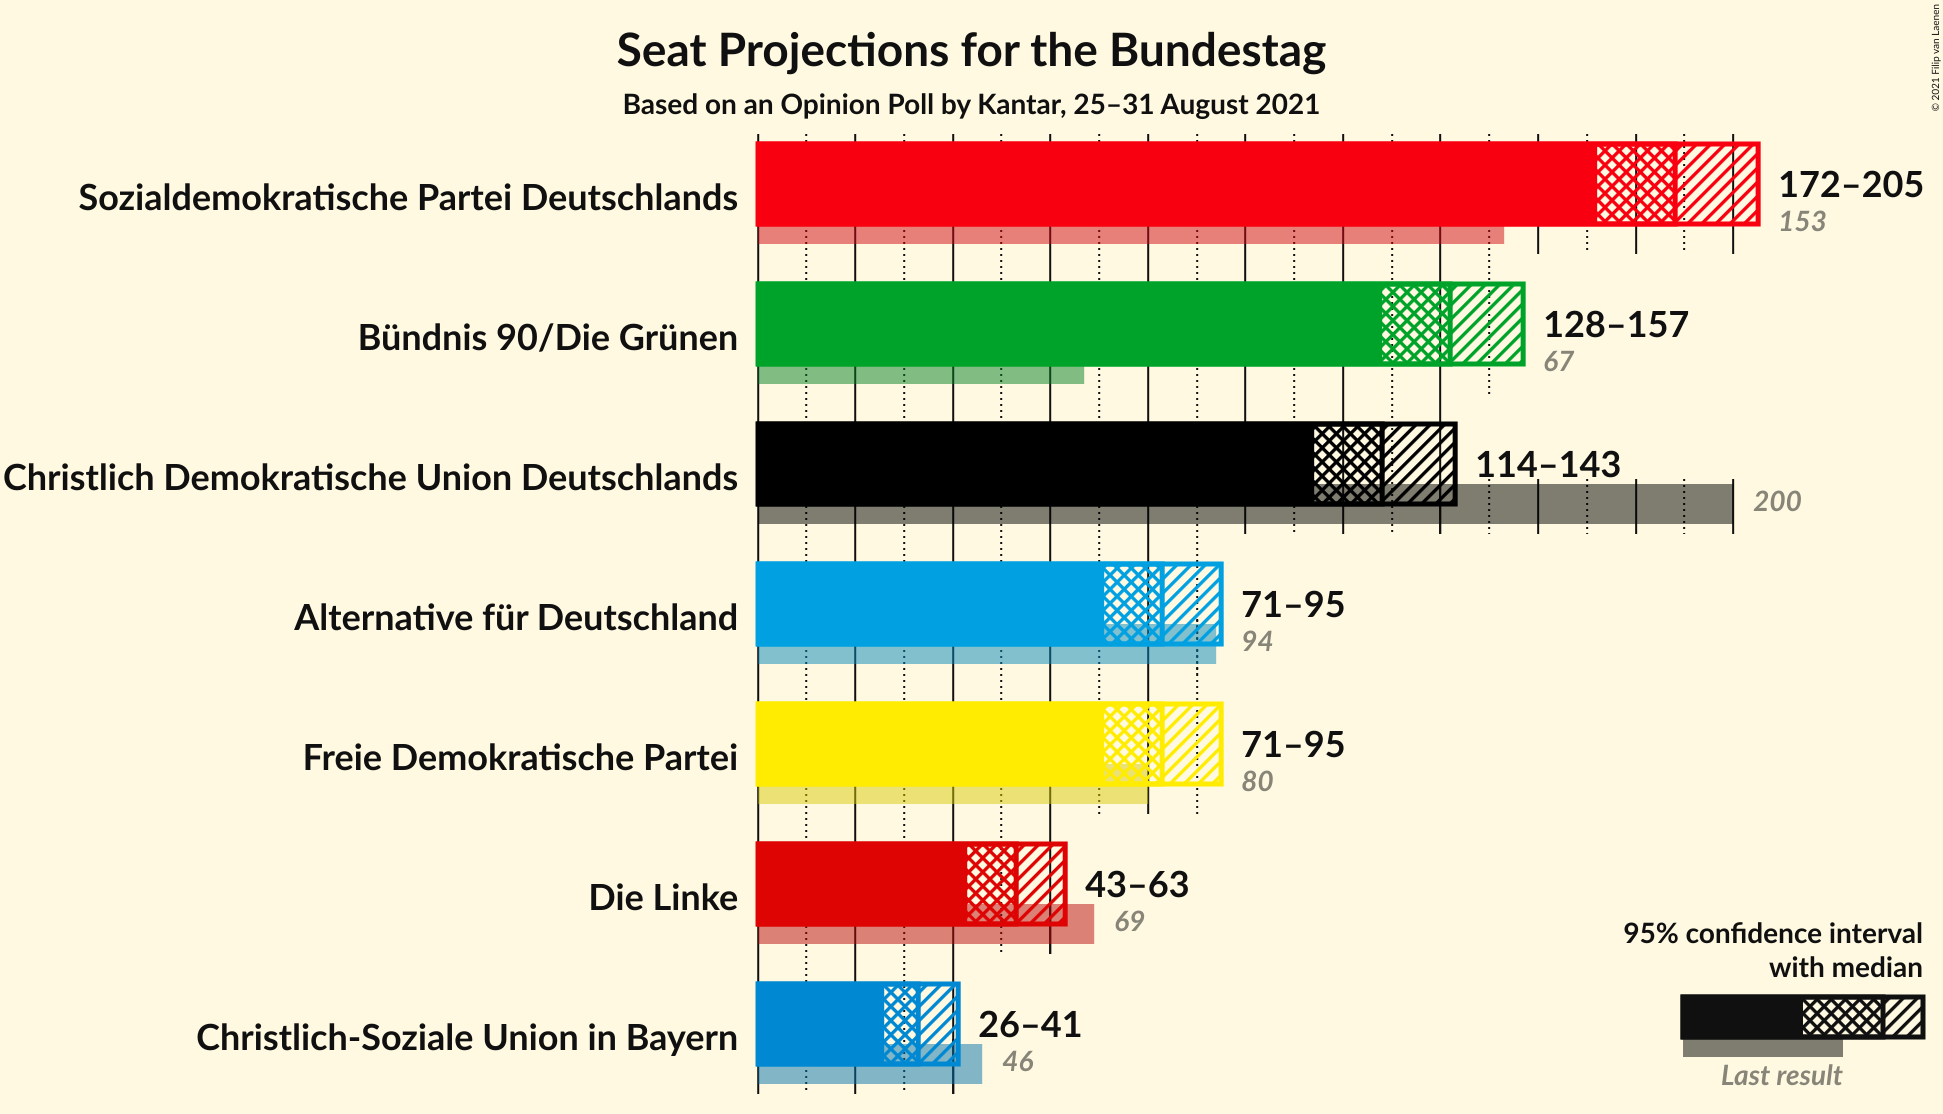 Seat Projections for the Bundestag
Based on an Opinion Poll by Kantar, 25–31 August 2021
© 2021 Filip van Laenen
Sozialdemokratische Partei Deutschlands
172–205
153
Bündnis 90/Die Grünen
128–157
67
Christlich Demokratische Union Deutschlands
114–143
200
Alternative für Deutschland
71–95
94
Freie Demokratische Partei
71–95
80
Die Linke
43–63
69
Christlich-Soziale Union in Bayern
26–41
46
95% confidence interval
with median
Last result